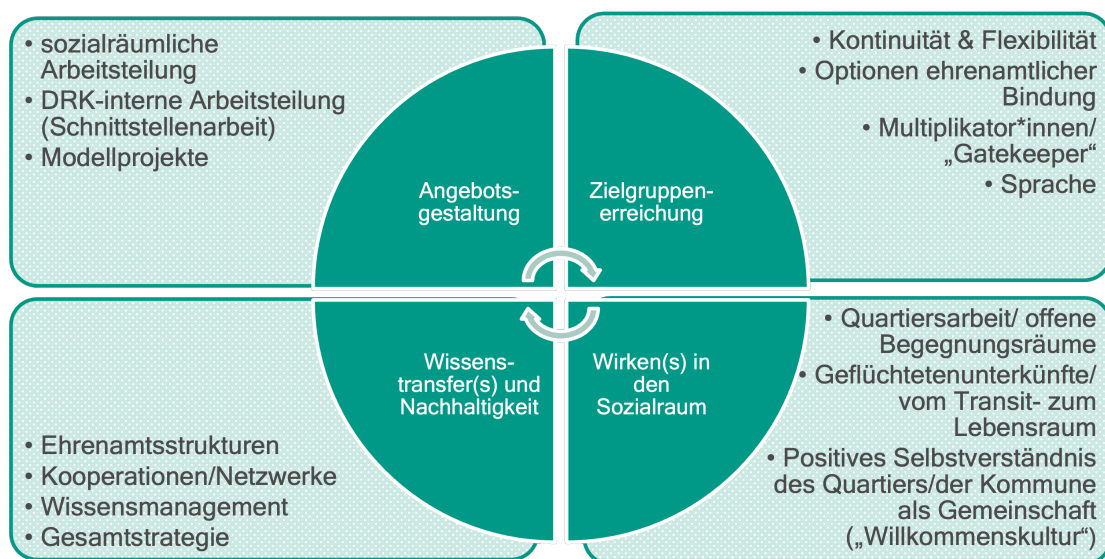 • sozialräumliche
Arbeitsteilung
• DRK-interne Arbeitsteilung
(Schnittstellenarbeit)
• Modellprojekte
Angebots-
gestaltung
• Kontinuität & Flexibilität
• Optionen ehrenamtlicher
Bindung
• Multiplikator*innen/
„Gatekeeper“
• Sprache
Zielgruppen-
erreichung
Wissens-
transfer(s) und
Nachhaltigkeit
• Ehrenamtsstrukturen
• Kooperationen/Netzwerke
• Wissensmanagement
• Gesamtstrategie
Wirken(s) in
den
Sozialraum
• Quartiersarbeit/ offene
Begegnungsräume
• Geflüchtetenunterkünfte/
vom Transit- zum
Lebensraum
• Positives Selbstverständnis
des Quartiers/der Kommune
als Gemeinschaft
(„Willkommenskultur“)